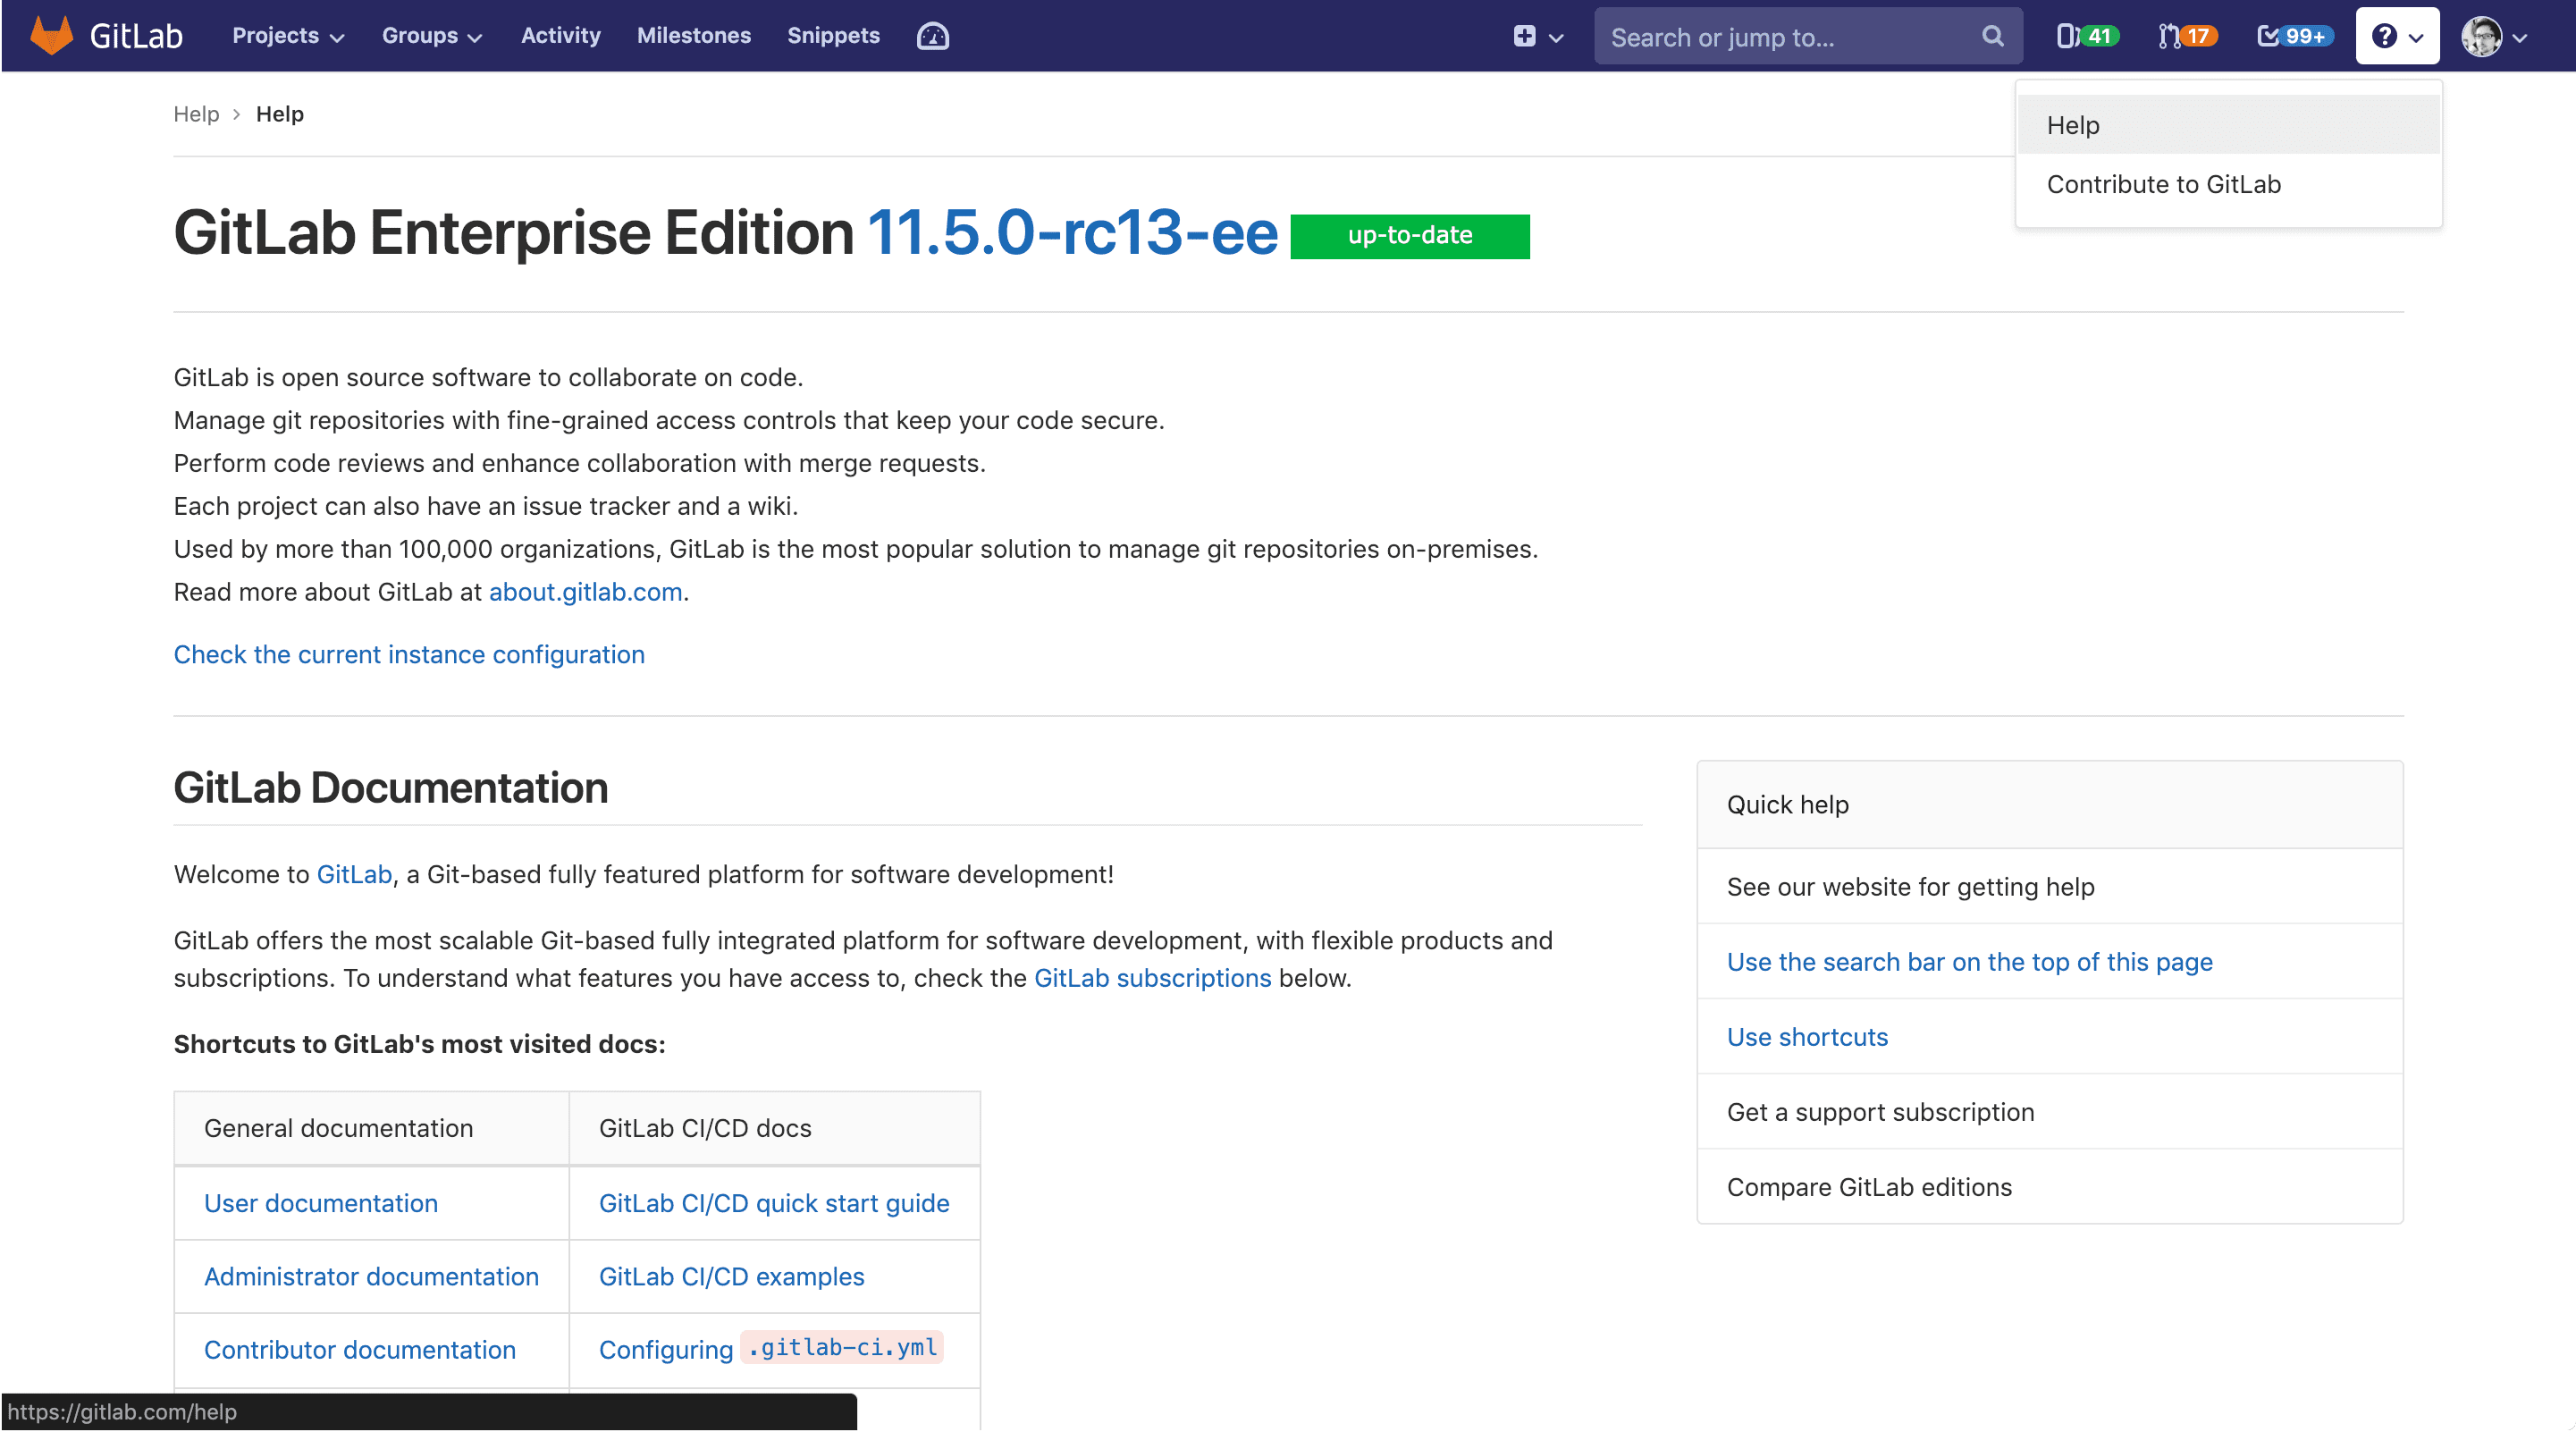 GitLab
Projects
Groups
Activity
Milestones
Snippets
Search or jump to...
41
17
99+
?
Help
Contribute to GitLab
Help > Help
GitLab Enterprise Edition 11.5.0-rc13-ee up-to-date
GitLab is open source software to collaborate on code.
Manage git repositories with fine-grained access controls that keep your code secure.
Perform code reviews and enhance collaboration with merge requests.
Each project can also have an issue tracker and a wiki.
Used by more than 100,000 organizations, GitLab is the most popular solution to manage git repositories on-premises.
Read more about GitLab at about.gitlab.com.
Check the current instance configuration
GitLab Documentation
Welcome to GitLab, a Git-based fully featured platform for software development!
GitLab offers the most scalable Git-based fully integrated platform for software development, with flexible products and
subscriptions. To understand what features you have access to, check the GitLab subscriptions below.
Shortcuts to GitLab's most visited docs:
General documentation
GitLab CI/CD docs
User documentation
GitLab CI/CD quick start guide
Administrator documentation
GitLab CI/CD examples
Contributor documentation
Configuring .gitlab-ci.yml
Quick help
See our website for getting help
Use the search bar on the top of this page
Use shortcuts
Get a support subscription
Compare GitLab editions
https://gitlab.com/help